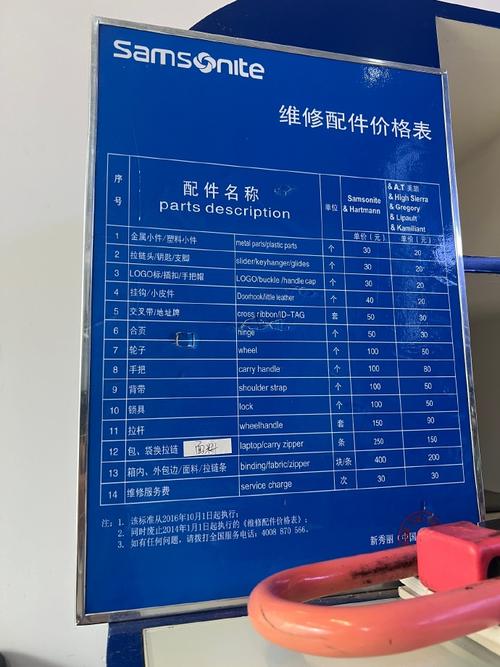 Samsonite
维修配件价格表
序号 配件名称 parts description 单位 Samsonite & Hartmann & A.T 美旅 & High Sierra & Gregory & Lipault & Kamiliant
单价（元） 单价（元）
1 金属小件/塑料小件 metal parts/plastic parts 个 30 20
2 拉链头/钥匙/支脚 slider/keyhanger/glides 个 30 20
3 LOGO标/插扣/手把帽 LOGO/buckle /handle cap 个 30 20
4 挂钩/小皮件 Doorhook/little leather 个 40 20
5 交叉带/地址牌 cross ribbon/ID-TAG 套 50 30
6 合页 hinge 个 50 30
7 轮子 wheel 个 100 50
8 手把 carry handle 个 100 80
9 背带 shoulder strap 个 100 50
10 锁具 lock 个 100 50
11 拉杆 wheelhandle 套 150 90
12 包、袋换拉链 面料 laptop/carry zipper 条 250 150
13 箱内、外包边/面料/拉链条 binding/fabric/zipper 块/条 400 200
14 维修服务费 service charge 次 30 30
注：1. 该标准从2016年10月1日起执行；
2. 同时废止2014年1月1日起执行的《维修配件价格表》；
3. 如有任何问题，请拨打全国服务电话：4008 870 566.
新秀丽（中国